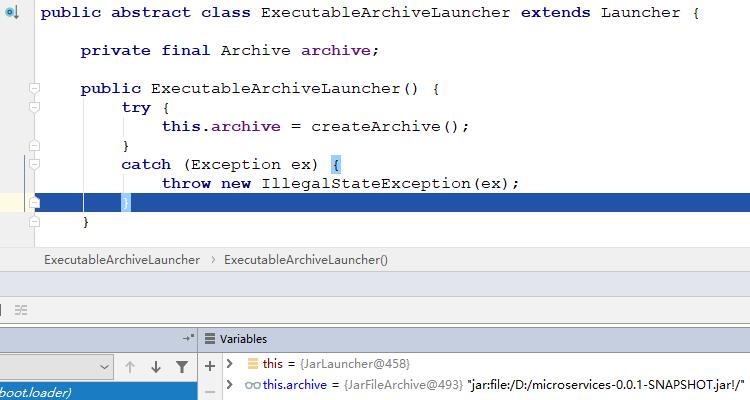 public abstract class ExecutableArchiveLauncher extends Launcher {
private final Archive archive;
public ExecutableArchiveLauncher() {
try {
this.archive = createArchive();
}
catch (Exception ex) {
throw new IllegalStateException(ex);
}
}
ExecutableArchiveLauncher › ExecutableArchiveLauncher()
Variables
this = {JarLauncher@458}
this.archive = {JarFileArchive@493} "jar:file:/D:/microservices-0.0.1-SNAPSHOT.jar!/"
boot.loader)